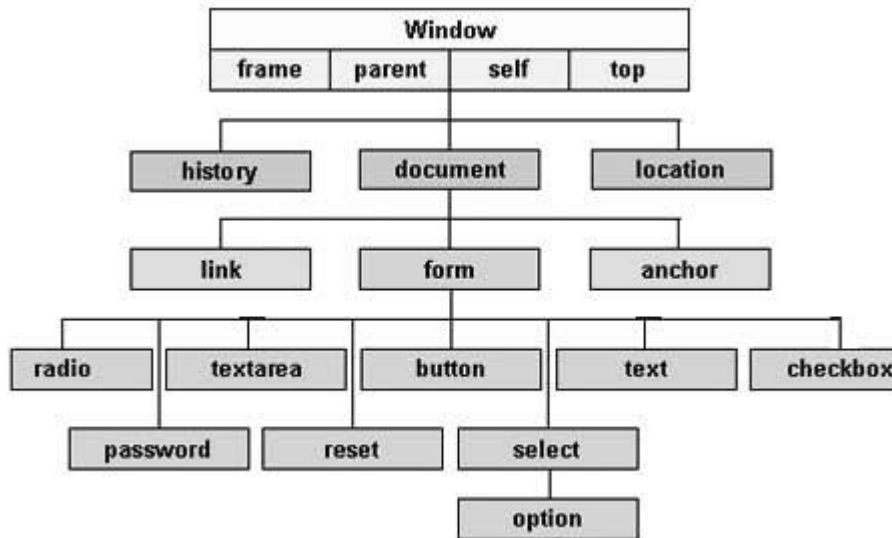 Window
frame parent self top
history document location
link form anchor
radio textarea button text checkbox
password reset select
option